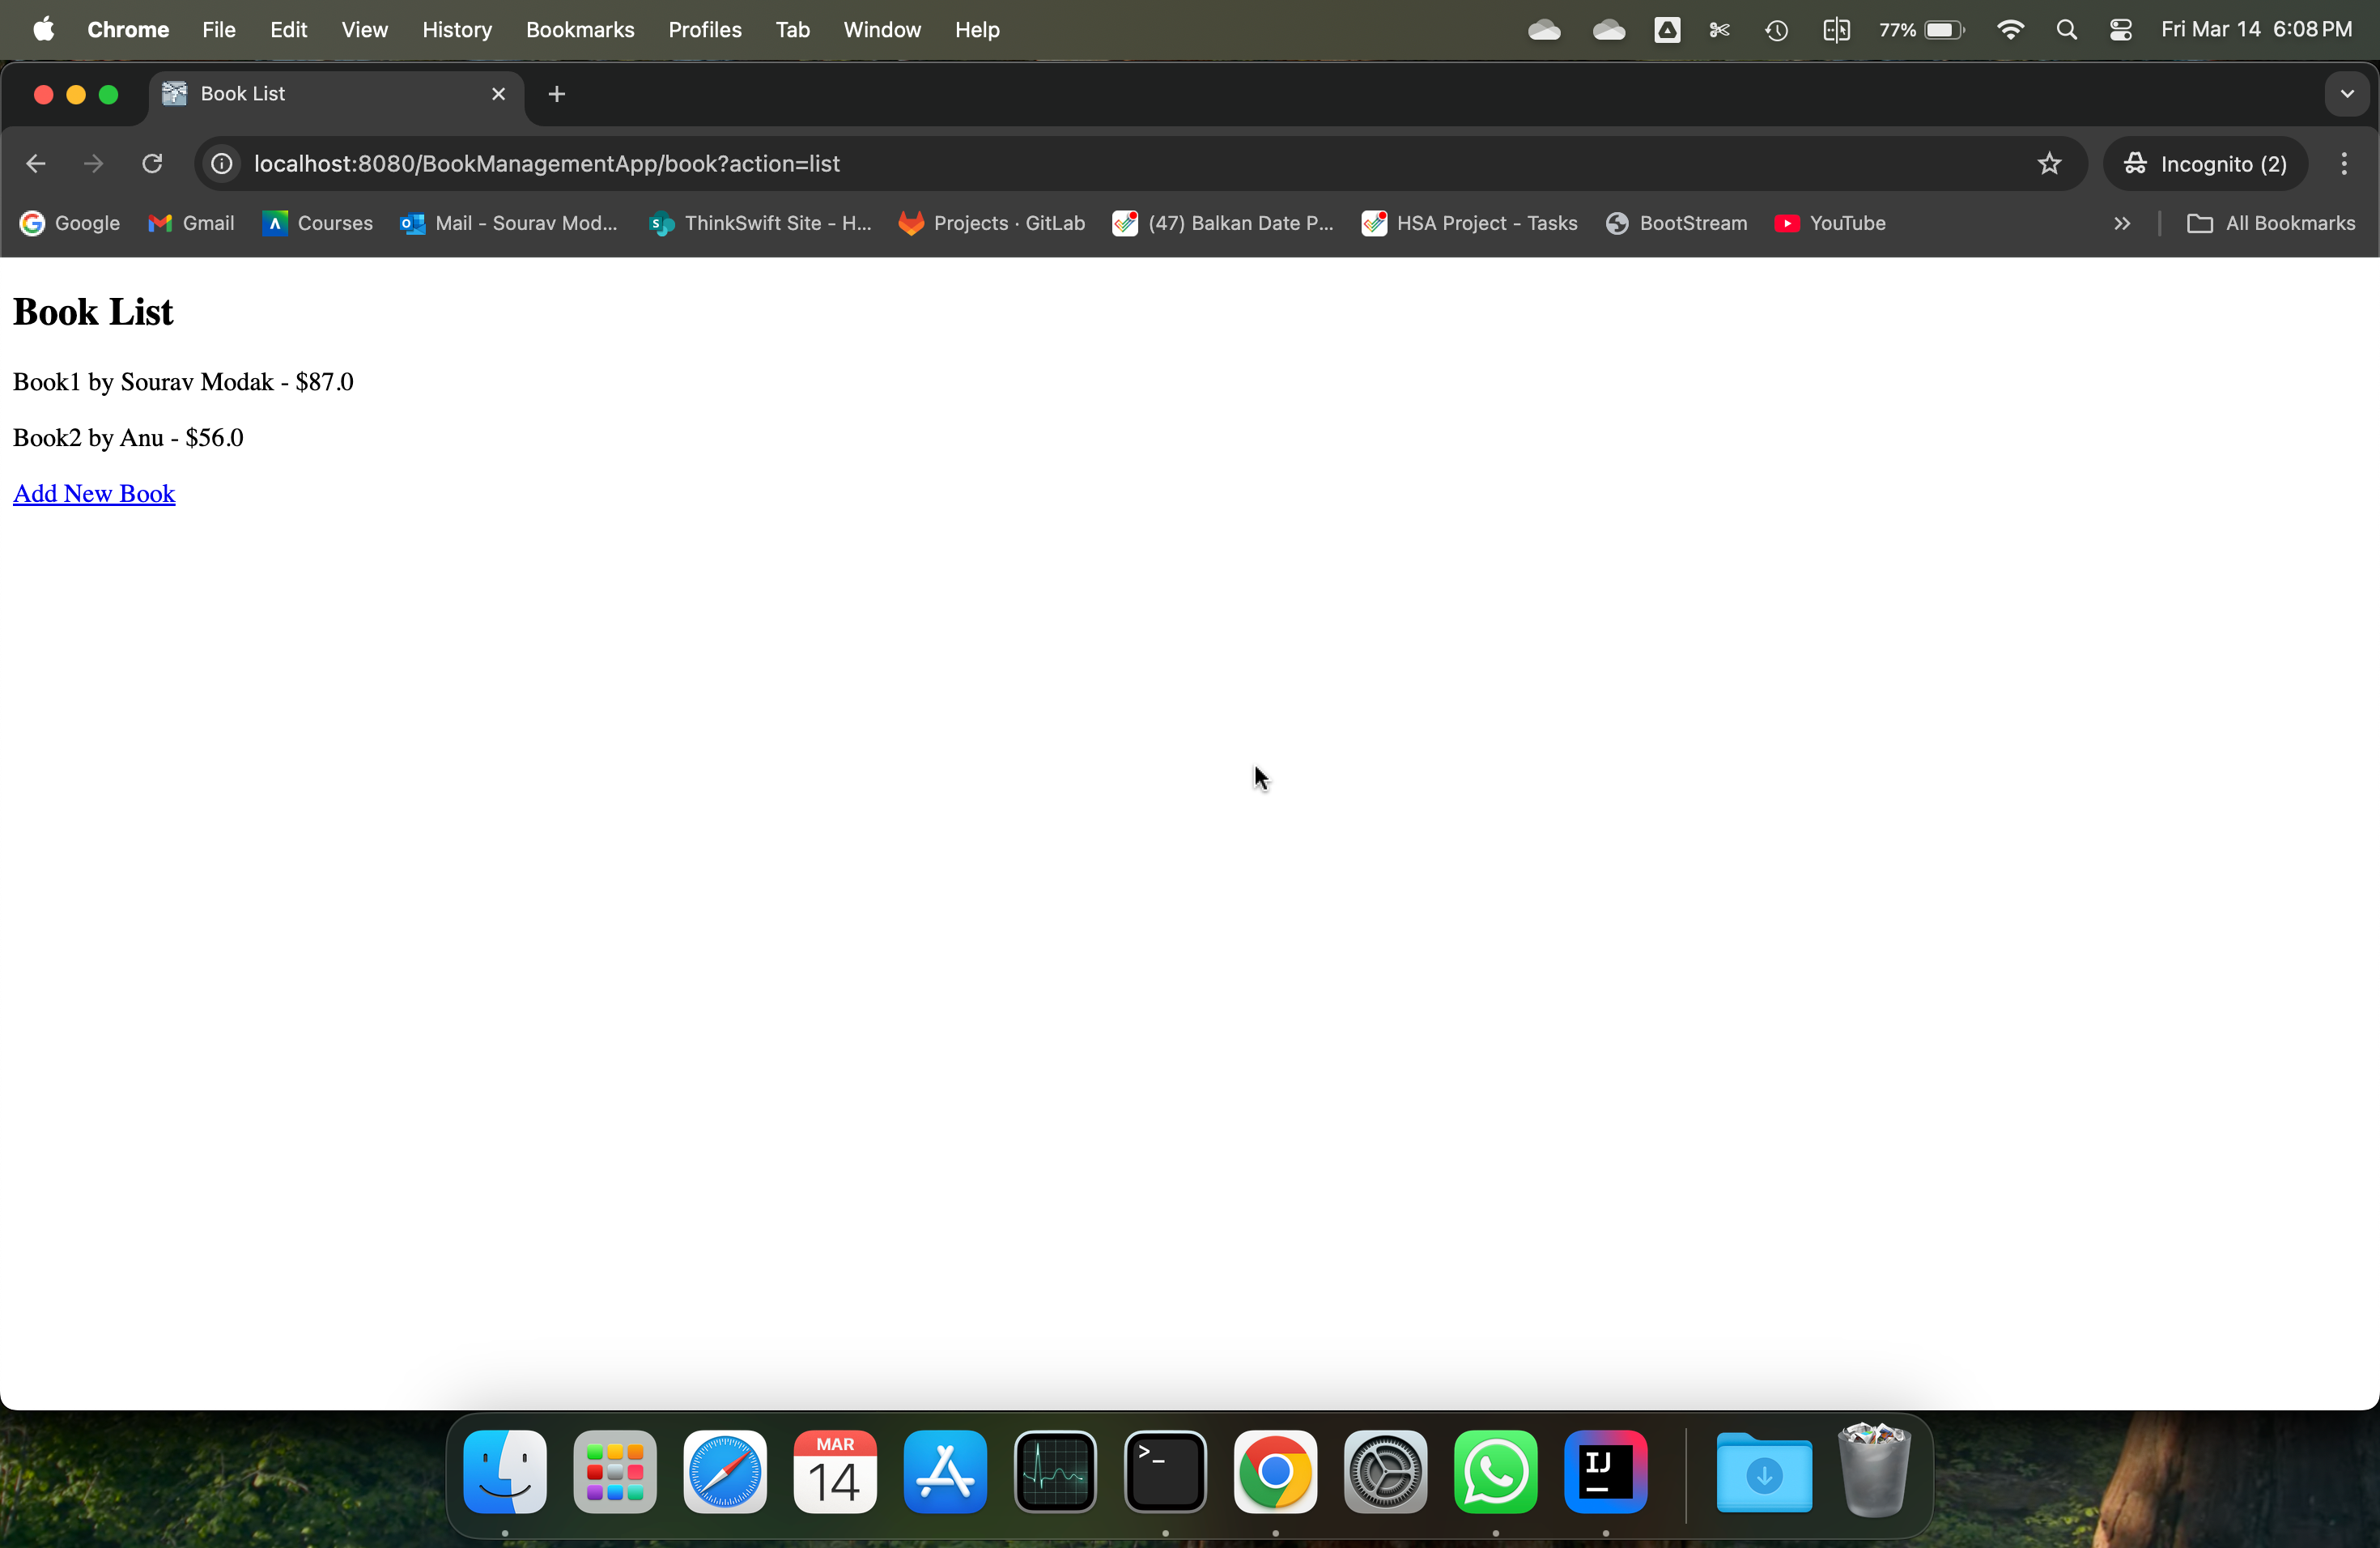 Chrome File Edit View History Bookmarks Profiles Tab Window Help 77% Fri Mar 14 6:08 PM
Book List
localhost:8080/BookManagementApp/book?action=list Incognito (2)
Google Gmail Courses Mail - Sourav Mod... ThinkSwift Site - H... Projects · GitLab (47) Balkan Date P... HSA Project - Tasks BootStream YouTube All Bookmarks
Book List
Book1 by Sourav Modak - $87.0
Book2 by Anu - $56.0
Add New Book
MAR
14
>_
IJ